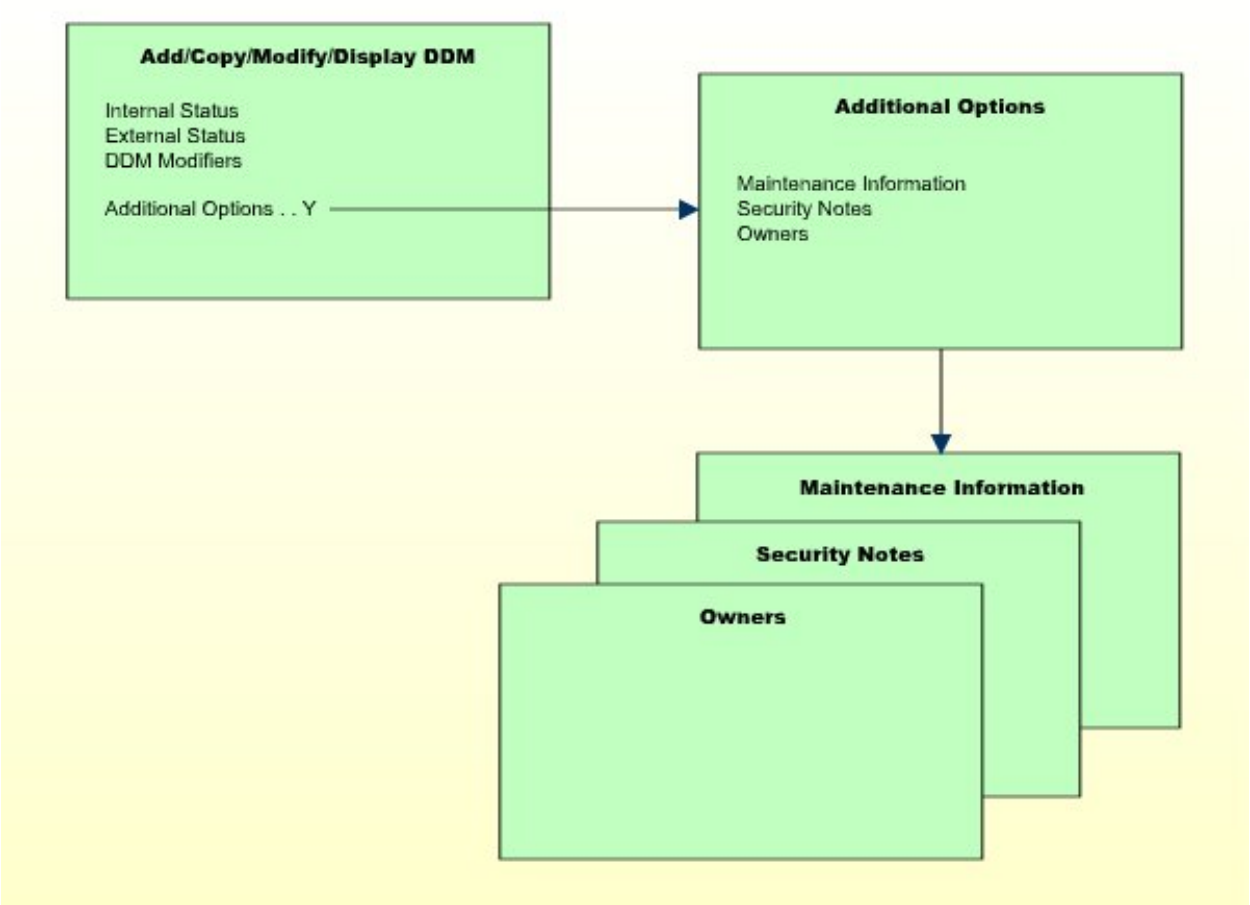 Add/Copy/Modify/Display DDM
Internal Status
External Status
DDM Modifiers
Additional Options . . Y
Additional Options
Maintenance Information
Security Notes
Owners
Maintenance Information
Security Notes
Owners